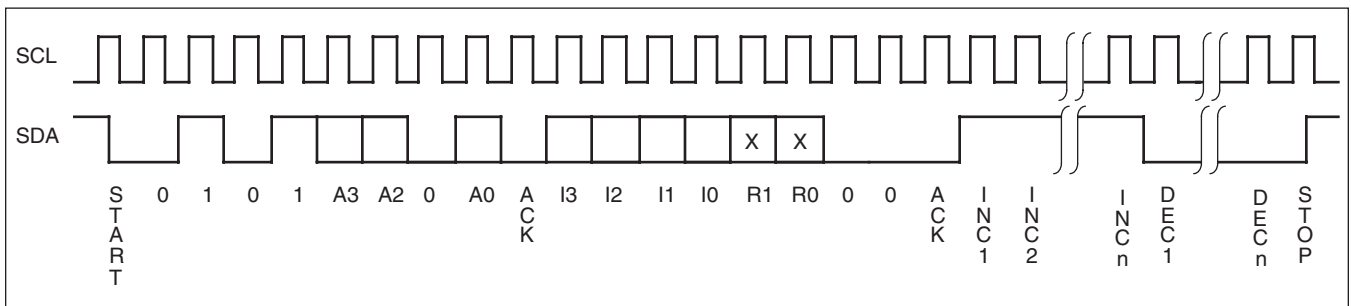 SCL
SDA
X X
START 0 1 0 1 A3 A2 0 A0 ACK I3 I2 I1 I0 R1 R0 0 0 ACK INC1 INC2 INCn DEC1 DECn STOP